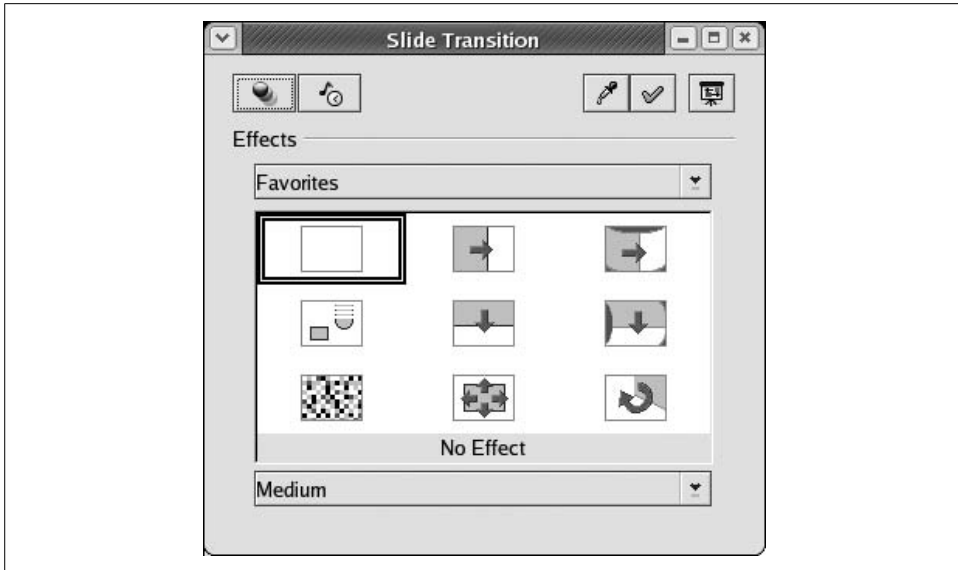 Slide Transition
Effects
Favorites
No Effect
Medium